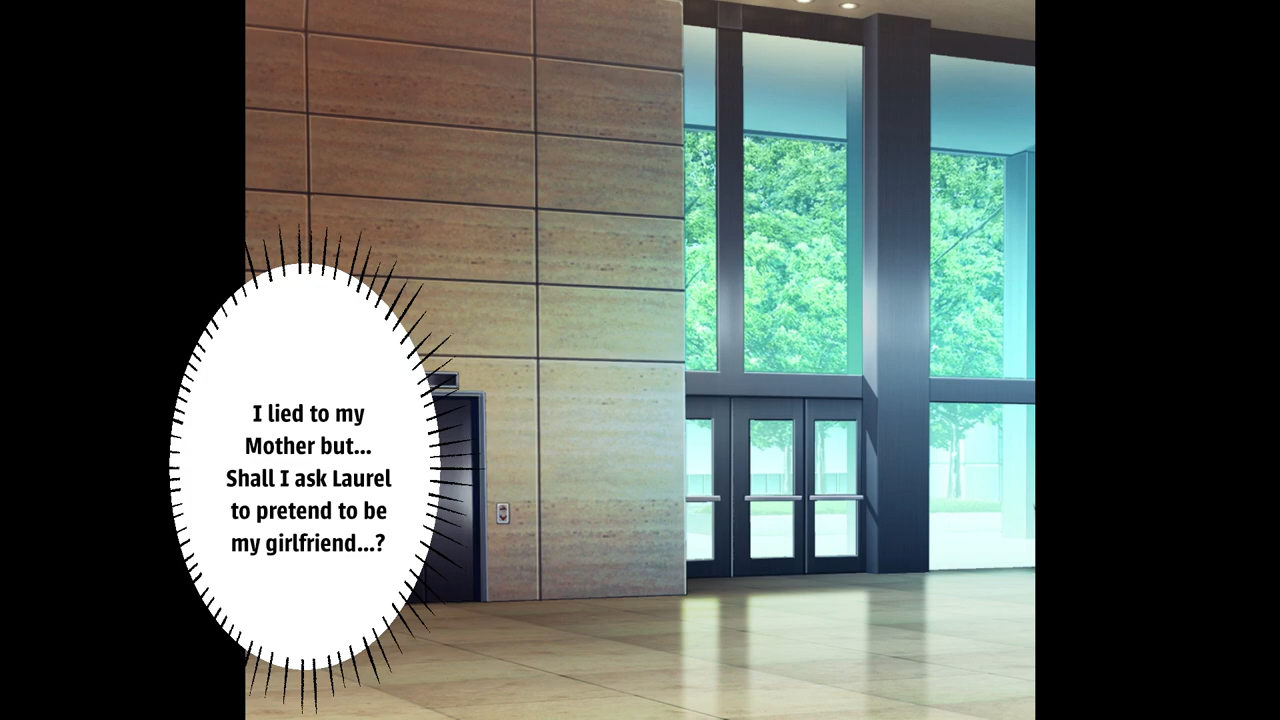 I lied to my
Mother but...
Shall I ask Laurel
to pretend to be
my girlfriend...?